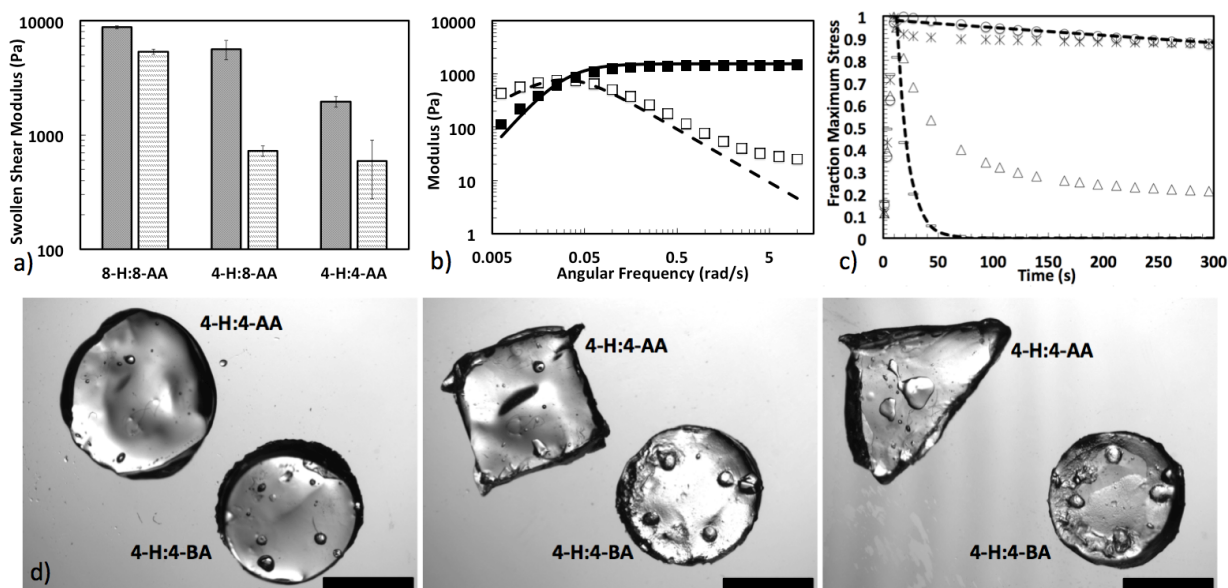 a)
Swollen Shear Modulus (Pa)
10000
1000
100
8-H:8-AA
4-H:8-AA
4-H:4-AA
b)
Modulus (Pa)
10000
1000
100
10
1
0.005
0.05
0.5
5
Angular Frequency (rad/s)
c)
Fraction Maximum Stress
1
0.9
0.8
0.7
0.6
0.5
0.4
0.3
0.2
0.1
0
0
50
100
150
200
250
300
Time (s)
d)
4-H:4-AA
4-H:4-BA
4-H:4-AA
4-H:4-BA
4-H:4-AA
4-H:4-BA